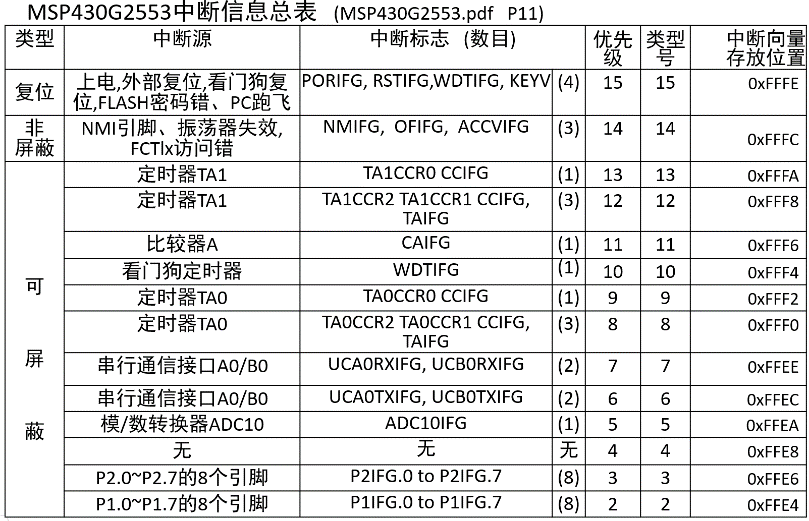 MSP430G2553中断信息总表 (MSP430G2553.pdf P11)
类型 中断源 中断标志 (数目) 优先级 类型号 中断向量存放位置
复位 上电,外部复位,看门狗复位,FLASH密码错、PC跑飞 PORIFG, RSTIFG,WDTIFG, KEYV (4) 15 15 0xFFFE
非屏蔽 NMI引脚、振荡器失效,FCTlx访问错 NMIFG, OFIFG, ACCVIFG (3) 14 14 0xFFFC
可屏蔽 定时器TA1 TA1CCR0 CCIFG (1) 13 13 0xFFFA
定时器TA1 TA1CCR2 TA1CCR1 CCIFG, TAIFG (3) 12 12 0xFFF8
比较器A CAIFG (1) 11 11 0xFFF6
看门狗定时器 WDTIFG (1) 10 10 0xFFF4
定时器TA0 TA0CCR0 CCIFG (1) 9 9 0xFFF2
定时器TA0 TA0CCR2 TA0CCR1 CCIFG, TAIFG (3) 8 8 0xFFF0
串行通信接口A0/B0 UCA0RXIFG, UCB0RXIFG (2) 7 7 0xFFEE
串行通信接口A0/B0 UCA0TXIFG, UCB0TXIFG (2) 6 6 0xFFEC
模/数转换器ADC10 ADC10IFG (1) 5 5 0xFFEA
无 无 无 4 4 0xFFE8
P2.0~P2.7的8个引脚 P2IFG.0 to P2IFG.7 (8) 3 3 0xFFE6
P1.0~P1.7的8个引脚 P1IFG.0 to P1IFG.7 (8) 2 2 0xFFE4